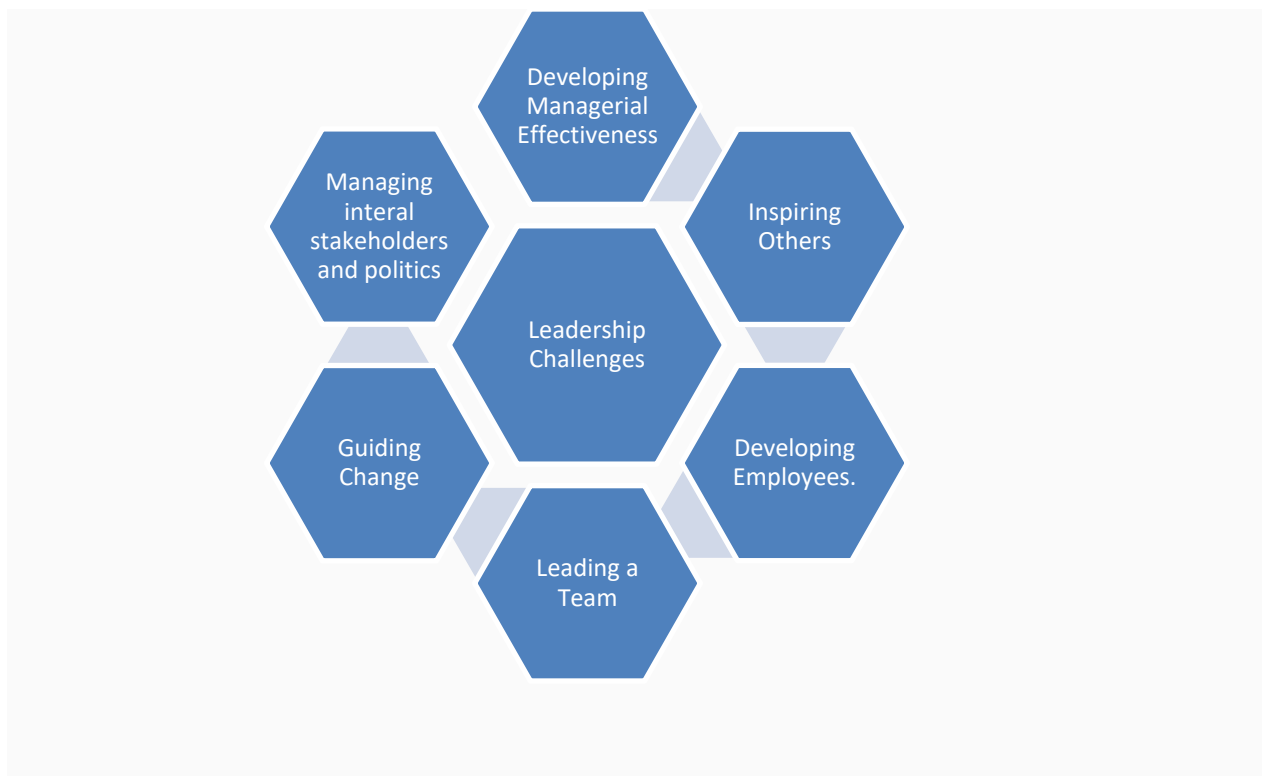 Developing
Managerial
Effectiveness
Managing
interal
stakeholders
and politics
Inspiring
Others
Leadership
Challenges
Guiding
Change
Developing
Employees.
Leading a
Team